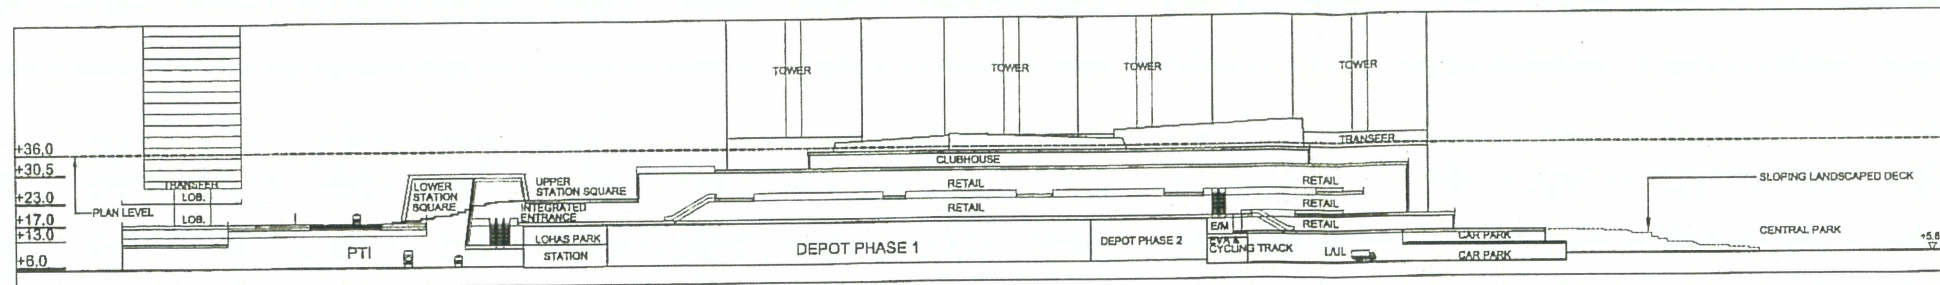 TOWER
TOWER
TOWER
TOWER
+36.0
TRANSFER
CLUBHOUSE
+30.5
TRANSFER
LOWER
STATION
SQUARE
UPPER
STATION SQUARE
RETAIL
RETAIL
SLOPING LANDSCAPED DECK
LOB.
+23.0
PLAN LEVEL
INTEGRATED
ENTRANCE
RETAIL
RETAIL
LOB.
+17.0
RETAIL
E/M
+13.0
PTI
LOHAS PARK
STATION
DEPOT PHASE 1
DEPOT PHASE 2
EVA &
CYCLING TRACK
L/UL
CAR PARK
CAR PARK
CENTRAL PARK
+5.6
+6.0